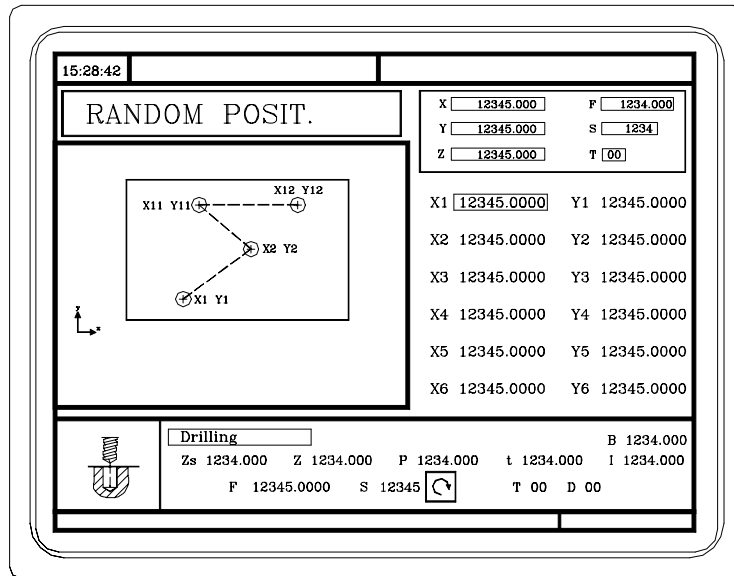 15:28:42
RANDOM POSIT.
X 12345.000 F 1234.000
Y 12345.000 S 1234
Z 12345.000 T 00
X12 Y12
X11 Y11
X2 Y2
X1 Y1
y
x
X1 12345.0000 Y1 12345.0000
X2 12345.0000 Y2 12345.0000
X3 12345.0000 Y3 12345.0000
X4 12345.0000 Y4 12345.0000
X5 12345.0000 Y5 12345.0000
X6 12345.0000 Y6 12345.0000
Drilling B 1234.000
Zs 1234.000 Z 1234.000 P 1234.000 t 1234.000 I 1234.000
F 12345.0000 S 12345 T 00 D 00